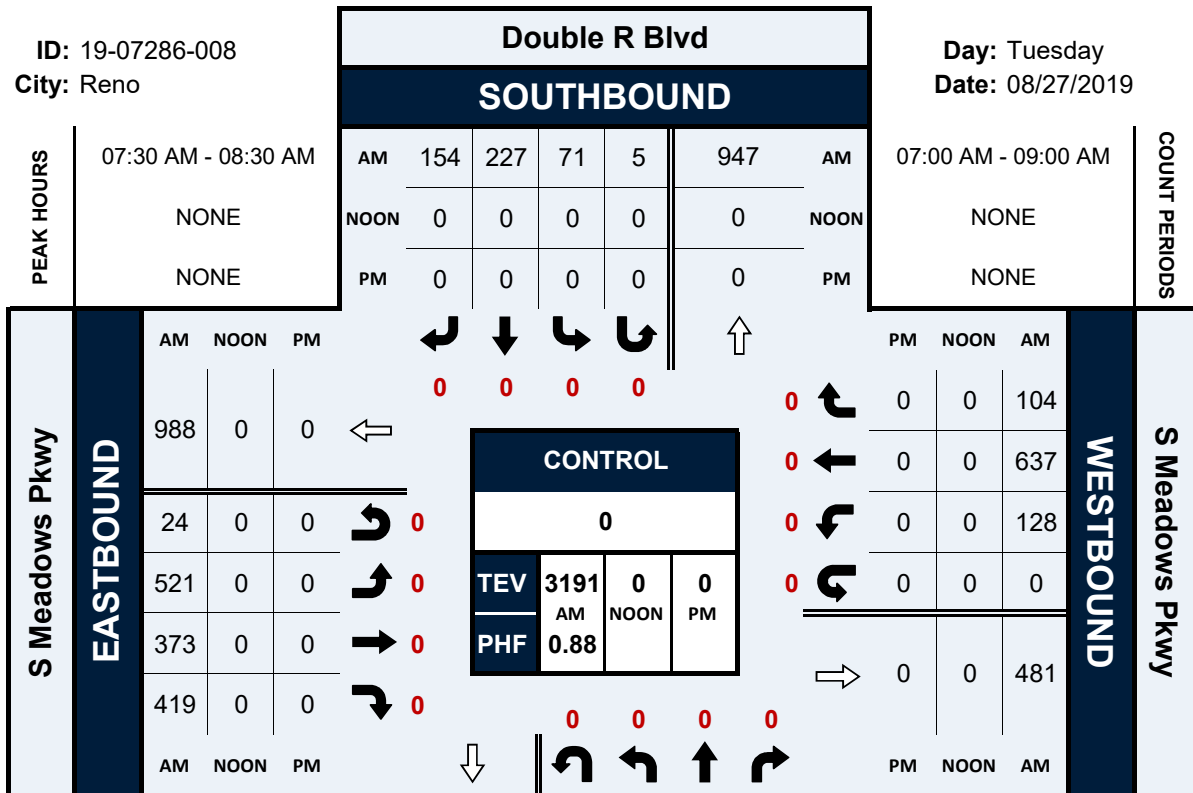 ID: 19-07286-008
City: Reno
Double R Blvd
SOUTHBOUND
Day: Tuesday
Date: 08/27/2019
PEAK HOURS
07:30 AM - 08:30 AM
NONE
NONE
AM 154 227 71 5 947 AM
NOON 0 0 0 0 0 NOON
PM 0 0 0 0 0 PM
07:00 AM - 09:00 AM
NONE
NONE
COUNT PERIODS
0 0 0 0
S Meadows Pkwy
EASTBOUND
AM NOON PM
988 0 0
24 0 0 0
521 0 0 0
373 0 0 0
419 0 0 0
AM NOON PM
CONTROL
0
TEV 3191 0 0
AM NOON PM
PHF 0.88
PM NOON AM
0 0 0 104
0 0 0 637
0 0 0 128
0 0 0 0
0 0 481
PM NOON AM
WESTBOUND
S Meadows Pkwy
0 0 0 0